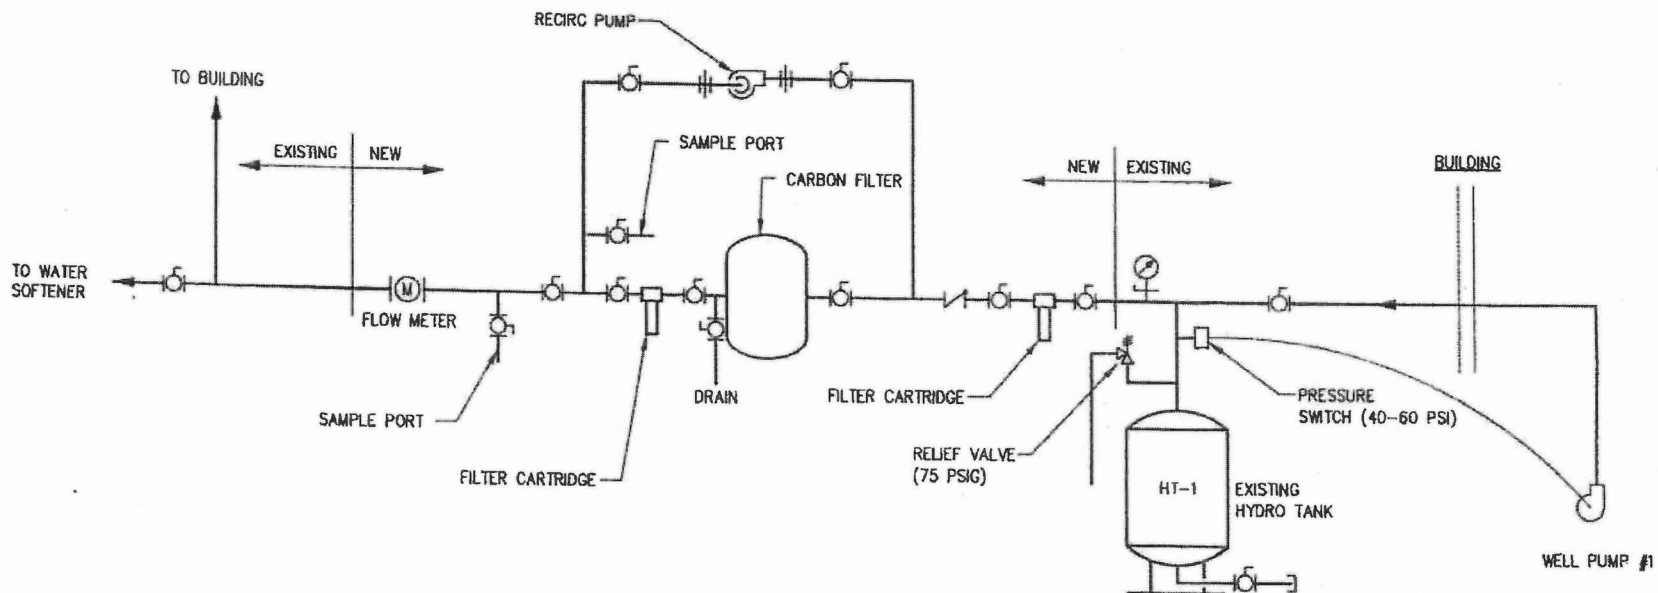 RECIRC PUMP
TO BUILDING
EXISTING
NEW
SAMPLE PORT
CARBON FILTER
NEW
EXISTING
BUILDING
TO WATER
SOFTENER
M
FLOW METER
SAMPLE PORT
FILTER CARTRIDGE
DRAIN
FILTER CARTRIDGE
RELIEF VALVE
(75 PSIG)
PRESSURE
SWITCH (40-60 PSI)
HT-1
EXISTING
HYDRO TANK
WELL PUMP #1